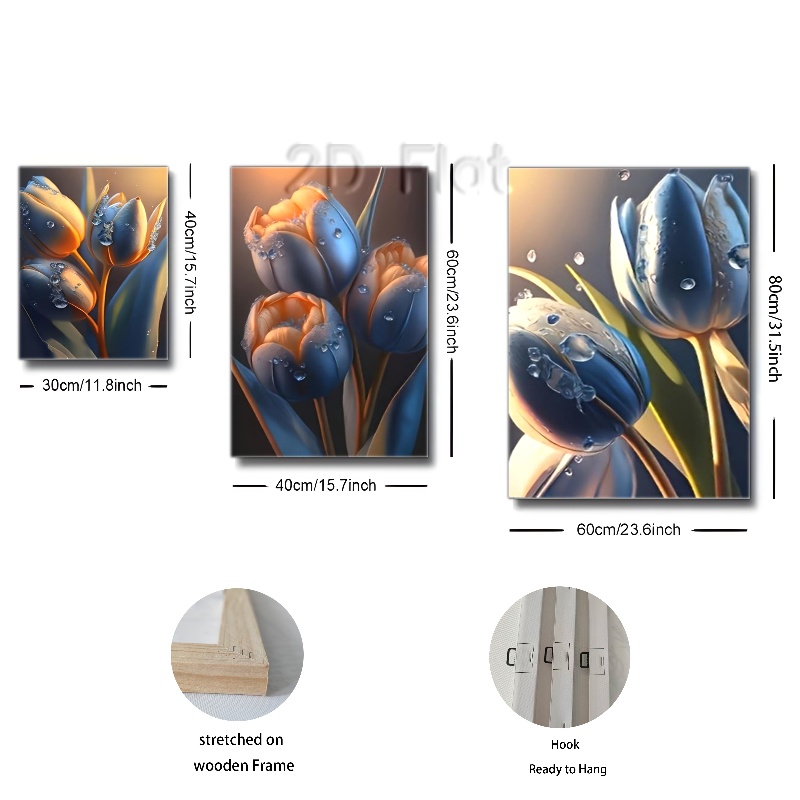 2D Flat
40cm/15.7inch
30cm/11.8inch
60cm/23.6inch
40cm/15.7inch
80cm/31.5inch
60cm/23.6inch
stretched on
wooden Frame
Hook
Ready to Hang